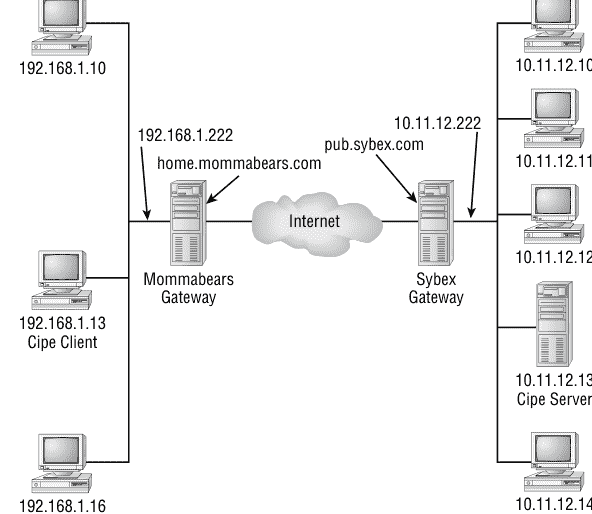 192.168.1.10
10.11.12.10
192.168.1.222
home.mommabears.com
pub.sybex.com
10.11.12.222
10.11.12.11
Internet
10.11.12.12
Mommabears
Gateway
Sybex
Gateway
192.168.1.13
Cipe Client
10.11.12.13
Cipe Server
192.168.1.16
10.11.12.14